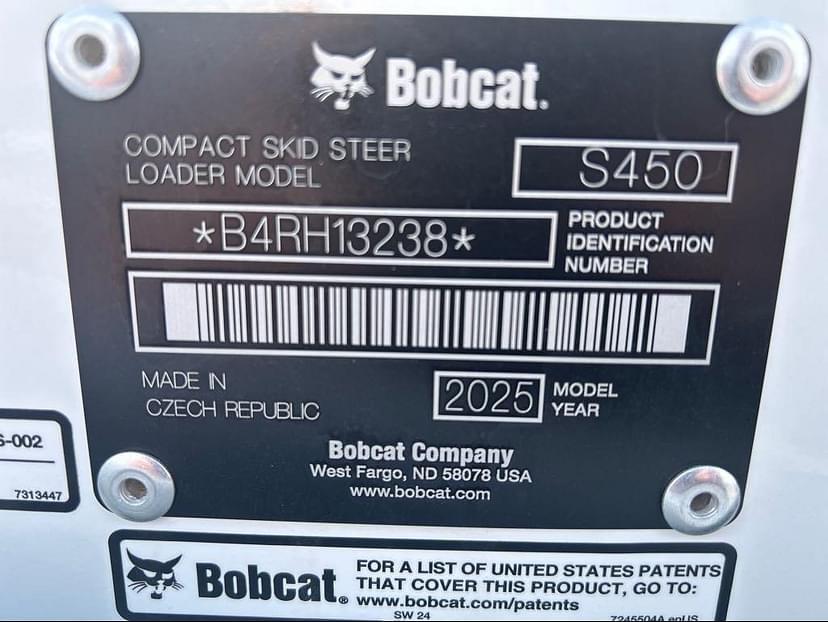 Bobcat.
COMPACT SKID STEER
LOADER MODEL
S450
*B4RH13238*
PRODUCT
IDENTIFICATION
NUMBER
MADE IN
CZECH REPUBLIC
2025
MODEL
YEAR
Bobcat Company
West Fargo, ND 58078 USA
www.bobcat.com
-002
7313447
Bobcat®
FOR A LIST OF UNITED STATES PATENTS
THAT COVER THIS PRODUCT, GO TO:
www.bobcat.com/patents
SW 24
7245504A enUS